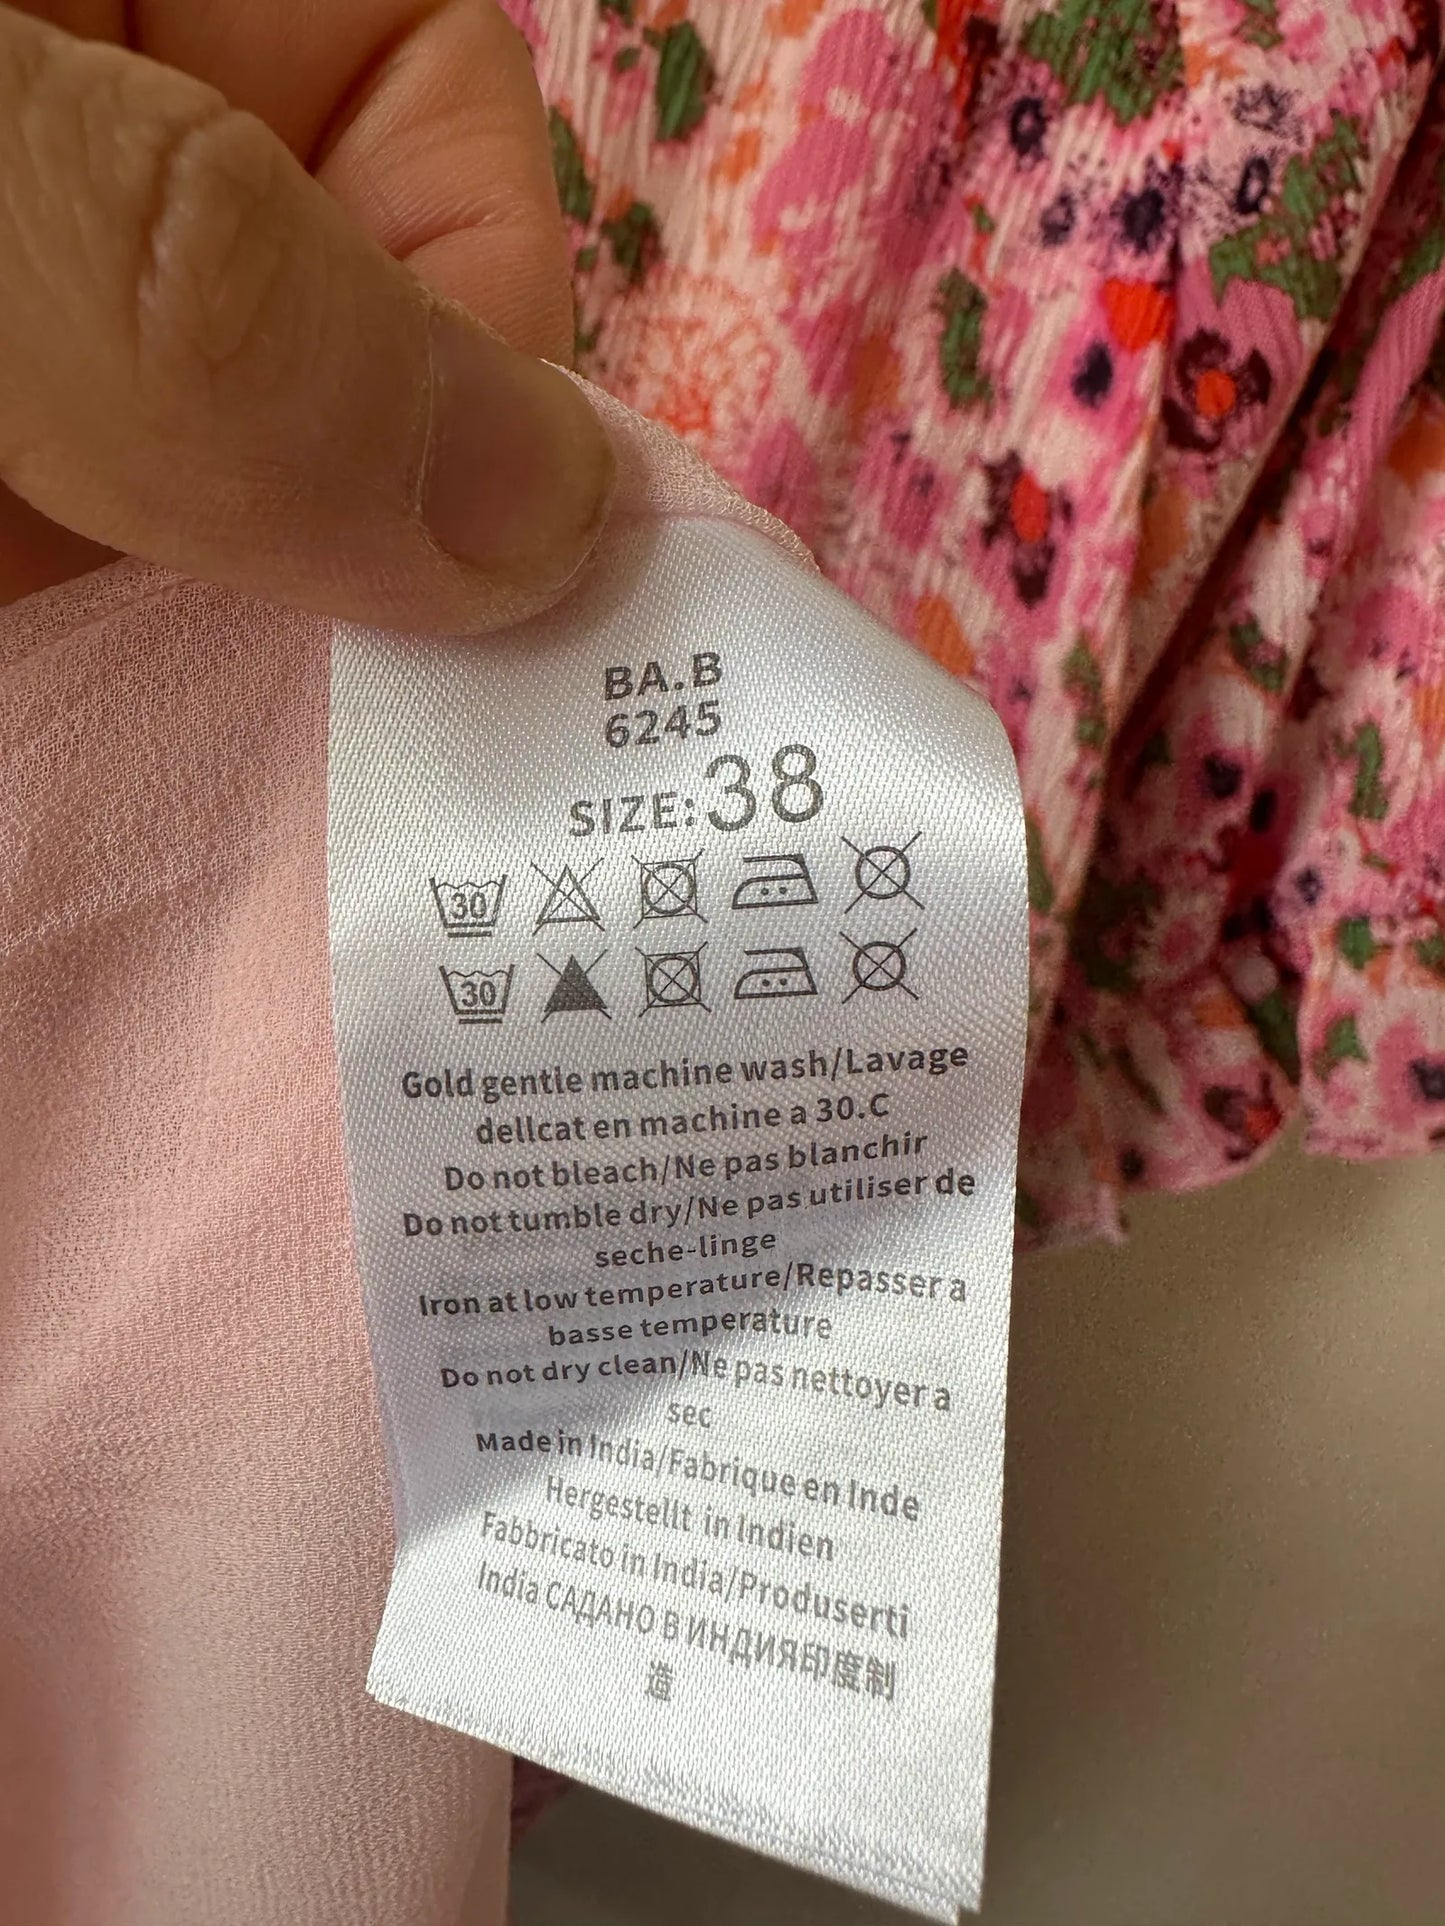 BA.B
6245
SIZE:38
30
30
Gold gentle machine wash/Lavage
dellcat en machine a 30.C
Do not bleach/Ne pas blanchir
Do not tumble dry/Ne pas utiliser de
seche-linge
Iron at low temperature/Repasser a
basse temperature
Do not dry clean/Ne pas nettoyer a
sec
Made in India/Fabrique en Inde
Hergestellt in Indien
Fabbricato in India/Produserti
India САДАНО В ИНДИЯ印度制
造